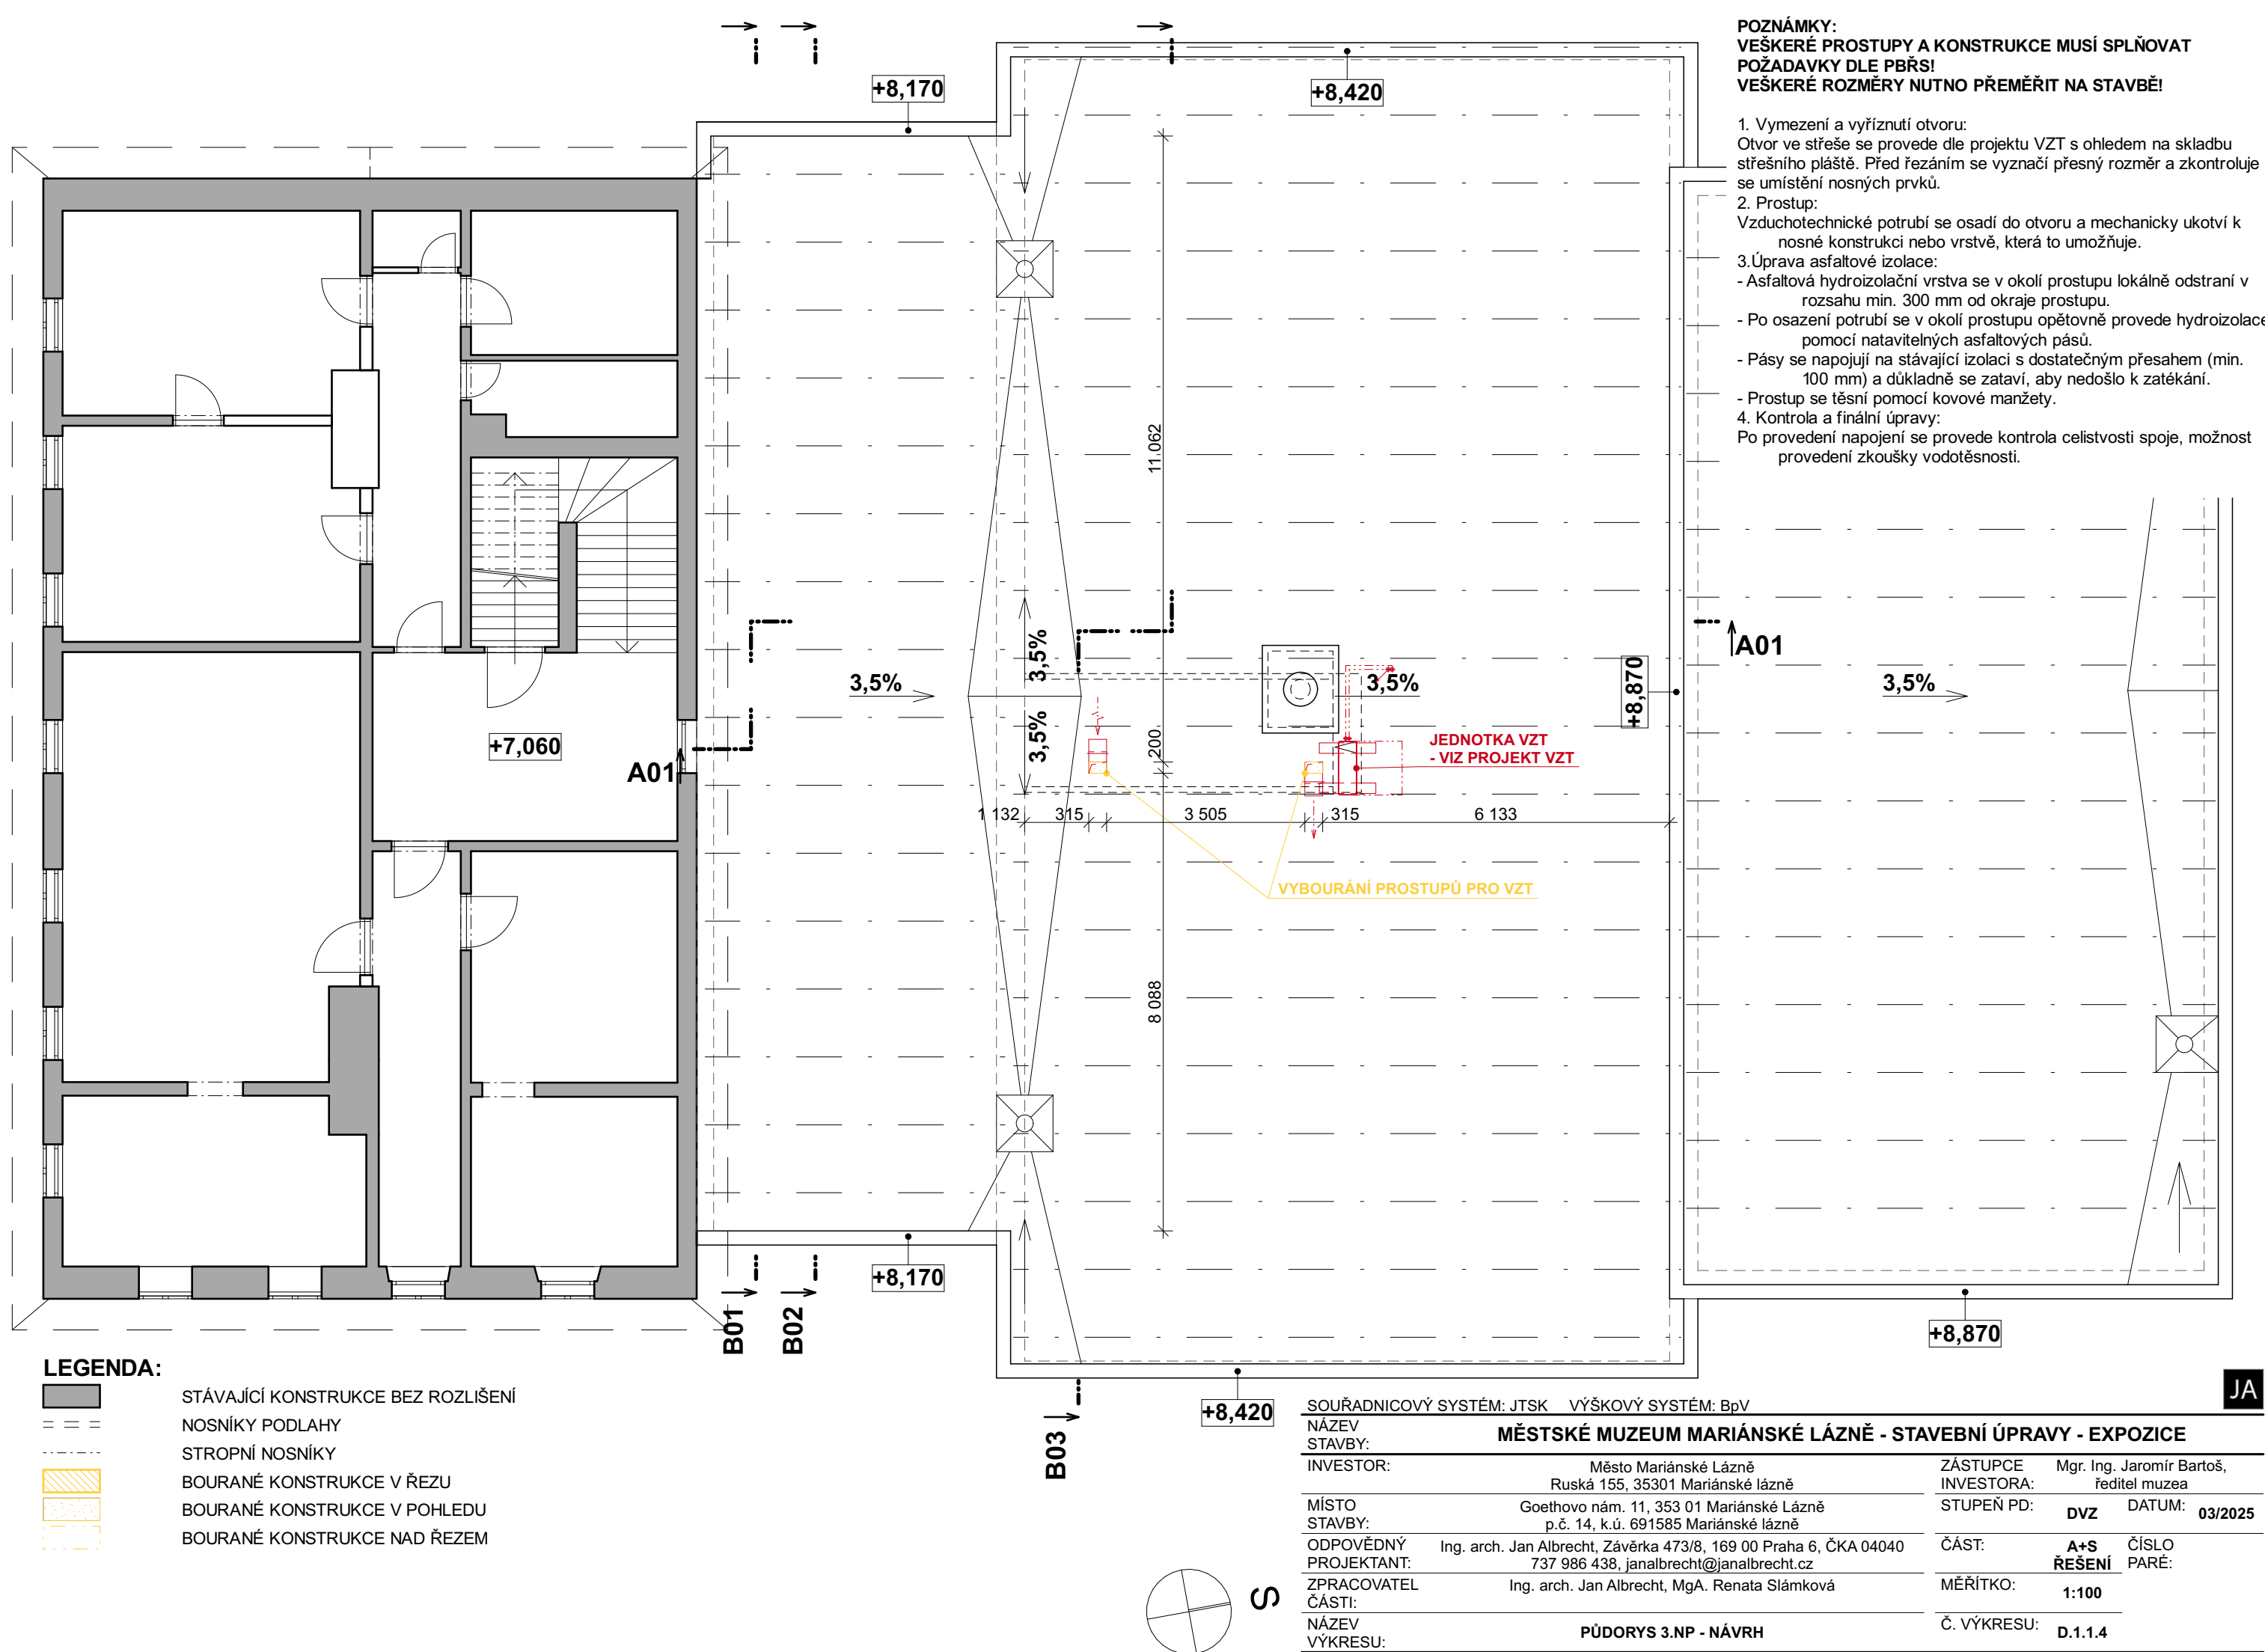 POZNÁMKY:
VEŠKERÉ PROSTUPY A KONSTRUKCE MUSÍ SPLŇOVAT
POŽADAVKY DLE PBŘS!
VEŠKERÉ ROZMĚRY NUTNO PŘEMĚŘIT NA STAVBĚ!
1. Vymezení a vyříznutí otvoru:
Otvor ve střeše se provede dle projektu VZT s ohledem na skladbu
střešního pláště. Před řezáním se vyznačí přesný rozměr a zkontroluje
se umístění nosných prvků.
2. Prostup:
Vzduchotechnické potrubí se osadí do otvoru a mechanicky ukotví k
nosné konstrukci nebo vrstvě, která to umožňuje.
3.Úprava asfaltové izolace:
- Asfaltová hydroizolační vrstva se v okolí prostupu lokálně odstraní v
rozsahu min. 300 mm od okraje prostupu.
- Po osazení potrubí se v okolí prostupu opětovně provede hydroizolace
pomocí natavitelných asfaltových pásů.
- Pásy se napojují na stávající izolaci s dostatečným přesahem (min.
100 mm) a důkladně se zataví, aby nedošlo k zatékání.
- Prostup se těsní pomocí kovové manžety.
4. Kontrola a finální úpravy:
Po provedení napojení se provede kontrola celistvosti spoje, možnost
provedení zkoušky vodotěsnosti.
+8,170
+8,420
11 062
3,5%
3,5%
3,5%
3,5%
3,5%
+8,870
A01
A01
+7,060
200
JEDNOTKA VZT
- VIZ PROJEKT VZT
1 132
315
3 505
315
6 133
VYBOURÁNÍ PROSTUPŮ PRO VZT
8 088
+8,170
+8,420
+8,870
B01
B02
B03
LEGENDA:
STÁVAJÍCÍ KONSTRUKCE BEZ ROZLIŠENÍ
NOSNÍKY PODLAHY
STROPNÍ NOSNÍKY
BOURANÉ KONSTRUKCE V ŘEZU
BOURANÉ KONSTRUKCE V POHLEDU
BOURANÉ KONSTRUKCE NAD ŘEZEM
S
JA
SOUŘADNICOVÝ SYSTÉM: JTSK VÝŠKOVÝ SYSTÉM: BpV
NÁZEV
STAVBY:
MĚSTSKÉ MUZEUM MARIÁNSKÉ LÁZNĚ - STAVEBNÍ ÚPRAVY - EXPOZICE
INVESTOR:
Město Mariánské Lázně
Ruská 155, 35301 Mariánské lázně
ZÁSTUPCE
INVESTORA:
Mgr. Ing. Jaromír Bartoš,
ředitel muzea
MÍSTO
STAVBY:
Goethovo nám. 11, 353 01 Mariánské Lázně
p.č. 14, k.ú. 691585 Mariánské lázně
STUPEŇ PD:
DVZ
DATUM:
03/2025
ODPOVĚDNÝ
PROJEKTANT:
Ing. arch. Jan Albrecht, Závěrka 473/8, 169 00 Praha 6, ČKA 04040
737 986 438, janalbrecht@janalbrecht.cz
ČÁST:
A+S
ŘEŠENÍ
ČÍSLO
PARÉ:
ZPRACOVATEL
ČÁSTI:
Ing. arch. Jan Albrecht, MgA. Renata Slámková
MĚŘÍTKO:
1:100
NÁZEV
VÝKRESU:
PŮDORYS 3.NP - NÁVRH
Č. VÝKRESU:
D.1.1.4